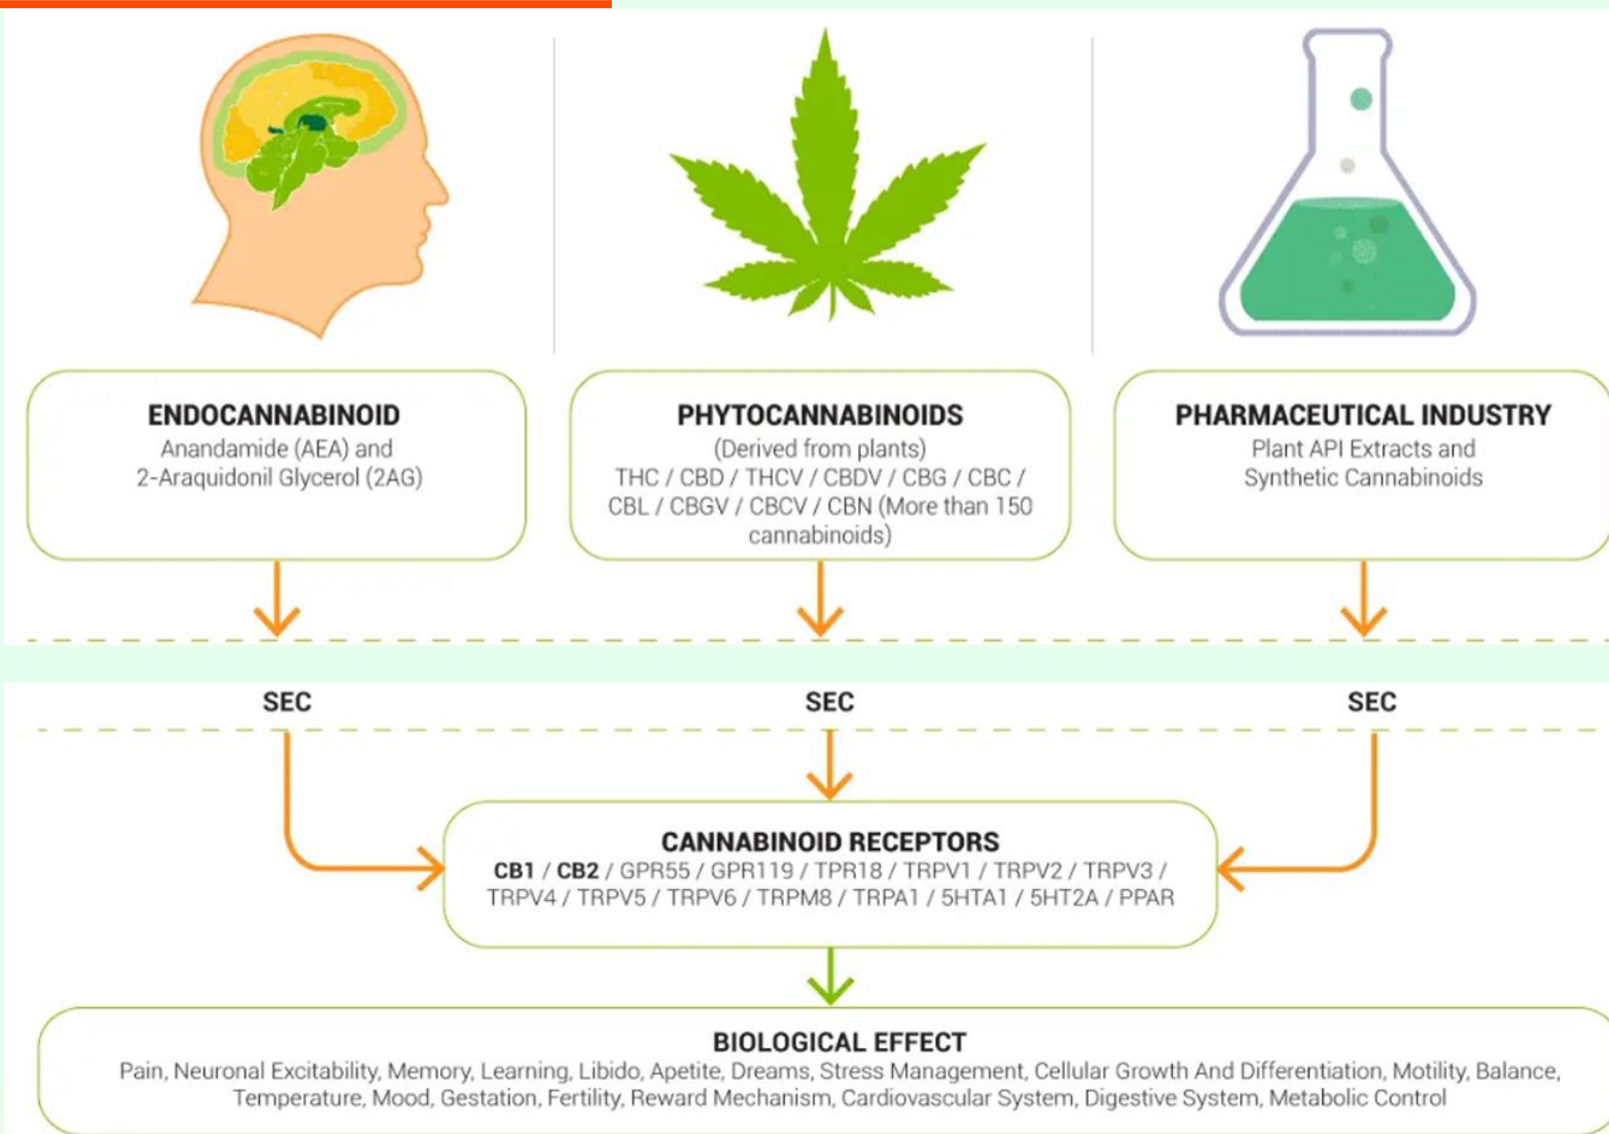 ENDOCANNABINOID
Anandamide (AEA) and
2-Araquidonil Glycerol (2AG)
PHYTOCANNABINOIDS
(Derived from plants)
THC / CBD / THCV / CBDV / CBG / CBC /
CBL / CBGV / CBCV / CBN (More than 150
cannabinoids)
PHARMACEUTICAL INDUSTRY
Plant API Extracts and
Synthetic Cannabinoids
SEC
SEC
SEC
CANNABINOID RECEPTORS
CB1 / CB2 / GPR55 / GPR119 / TPR18 / TRPV1 / TRPV2 / TRPV3 /
TRPV4 / TRPV5 / TRPV6 / TRPM8 / TRPA1 / 5HTA1 / 5HT2A / PPAR
BIOLOGICAL EFFECT
Pain, Neuronal Excitability, Memory, Learning, Libido, Apetite, Dreams, Stress Management, Cellular Growth And Differentiation, Motility, Balance,
Temperature, Mood, Gestation, Fertility, Reward Mechanism, Cardiovascular System, Digestive System, Metabolic Control